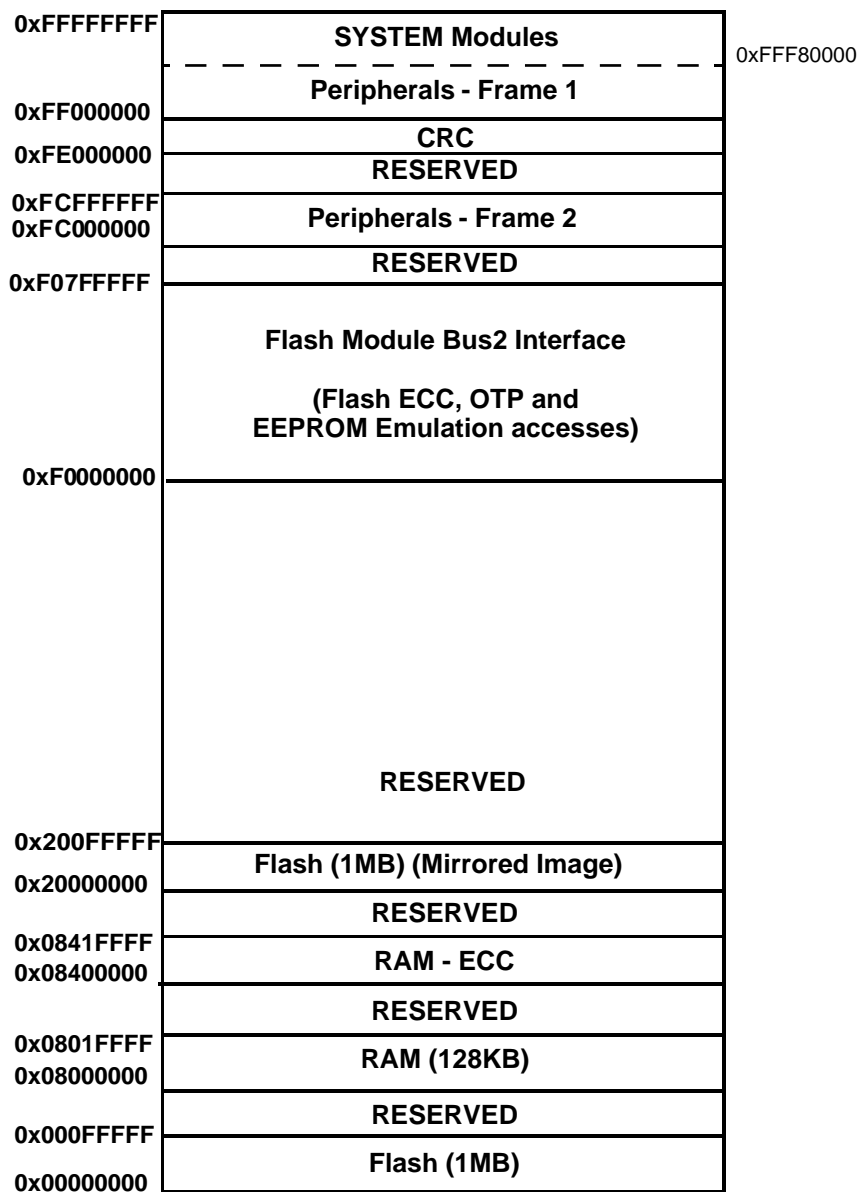 0xFFFFFFFF
SYSTEM Modules
0xFFF80000
Peripherals - Frame 1
0xFF000000
CRC
0xFE000000
RESERVED
0xFCFFFFFF
Peripherals - Frame 2
0xFC000000
RESERVED
0xF07FFFFF
Flash Module Bus2 Interface
(Flash ECC, OTP and
EEPROM Emulation accesses)
0xF0000000
RESERVED
0x200FFFFF
Flash (1MB) (Mirrored Image)
0x20000000
RESERVED
0x0841FFFF
RAM - ECC
0x08400000
RESERVED
0x0801FFFF
RAM (128KB)
0x08000000
RESERVED
0x000FFFFF
Flash (1MB)
0x00000000